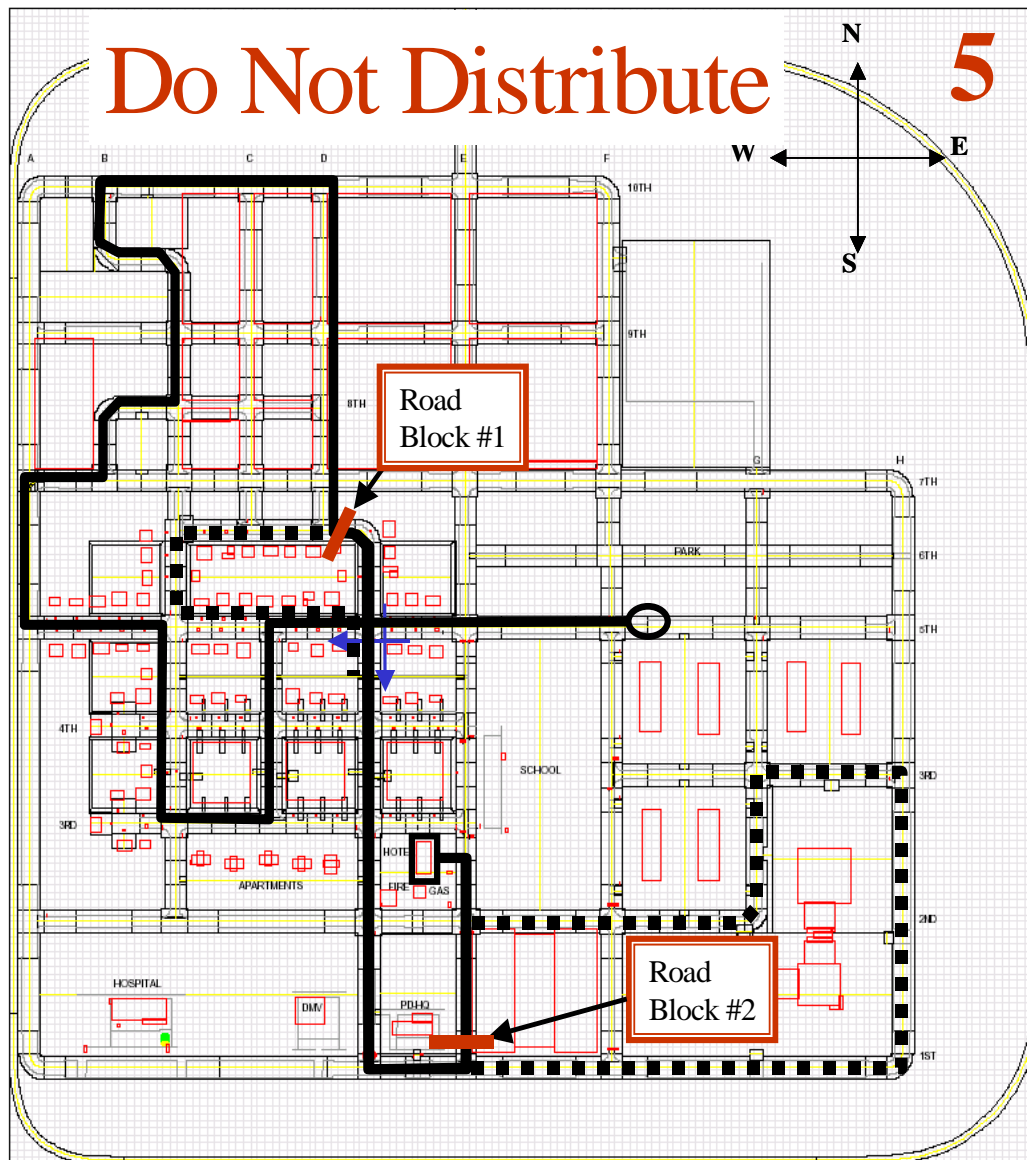 Do Not Distribute
5
N
W
E
S
A
B
C
D
E
F
10TH
9TH
8TH
Road
Block #1
G
H
7TH
PARK
6TH
5TH
4TH
SCHOOL
3RD
3RD
HOTE
APARTMENTS
FIRE
GAS
2ND
Road
Block #2
HOSPITAL
DMV
PD-HQ
1ST